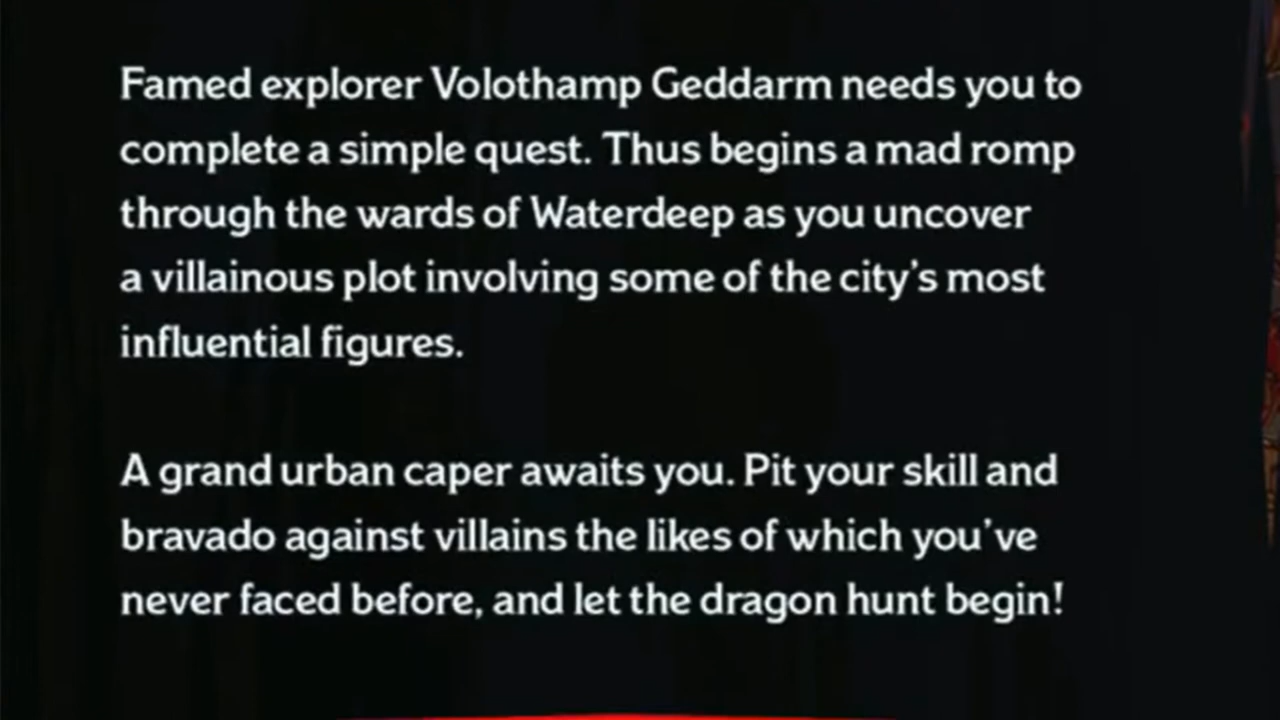 Famed explorer Volothamp Geddarm needs you to
complete a simple quest. Thus begins a mad romp
through the wards of Waterdeep as you uncover
a villainous plot involving some of the city's most
influential figures.
A grand urban caper awaits you. Pit your skill and
bravado against villains the likes of which you've
never faced before, and let the dragon hunt begin!